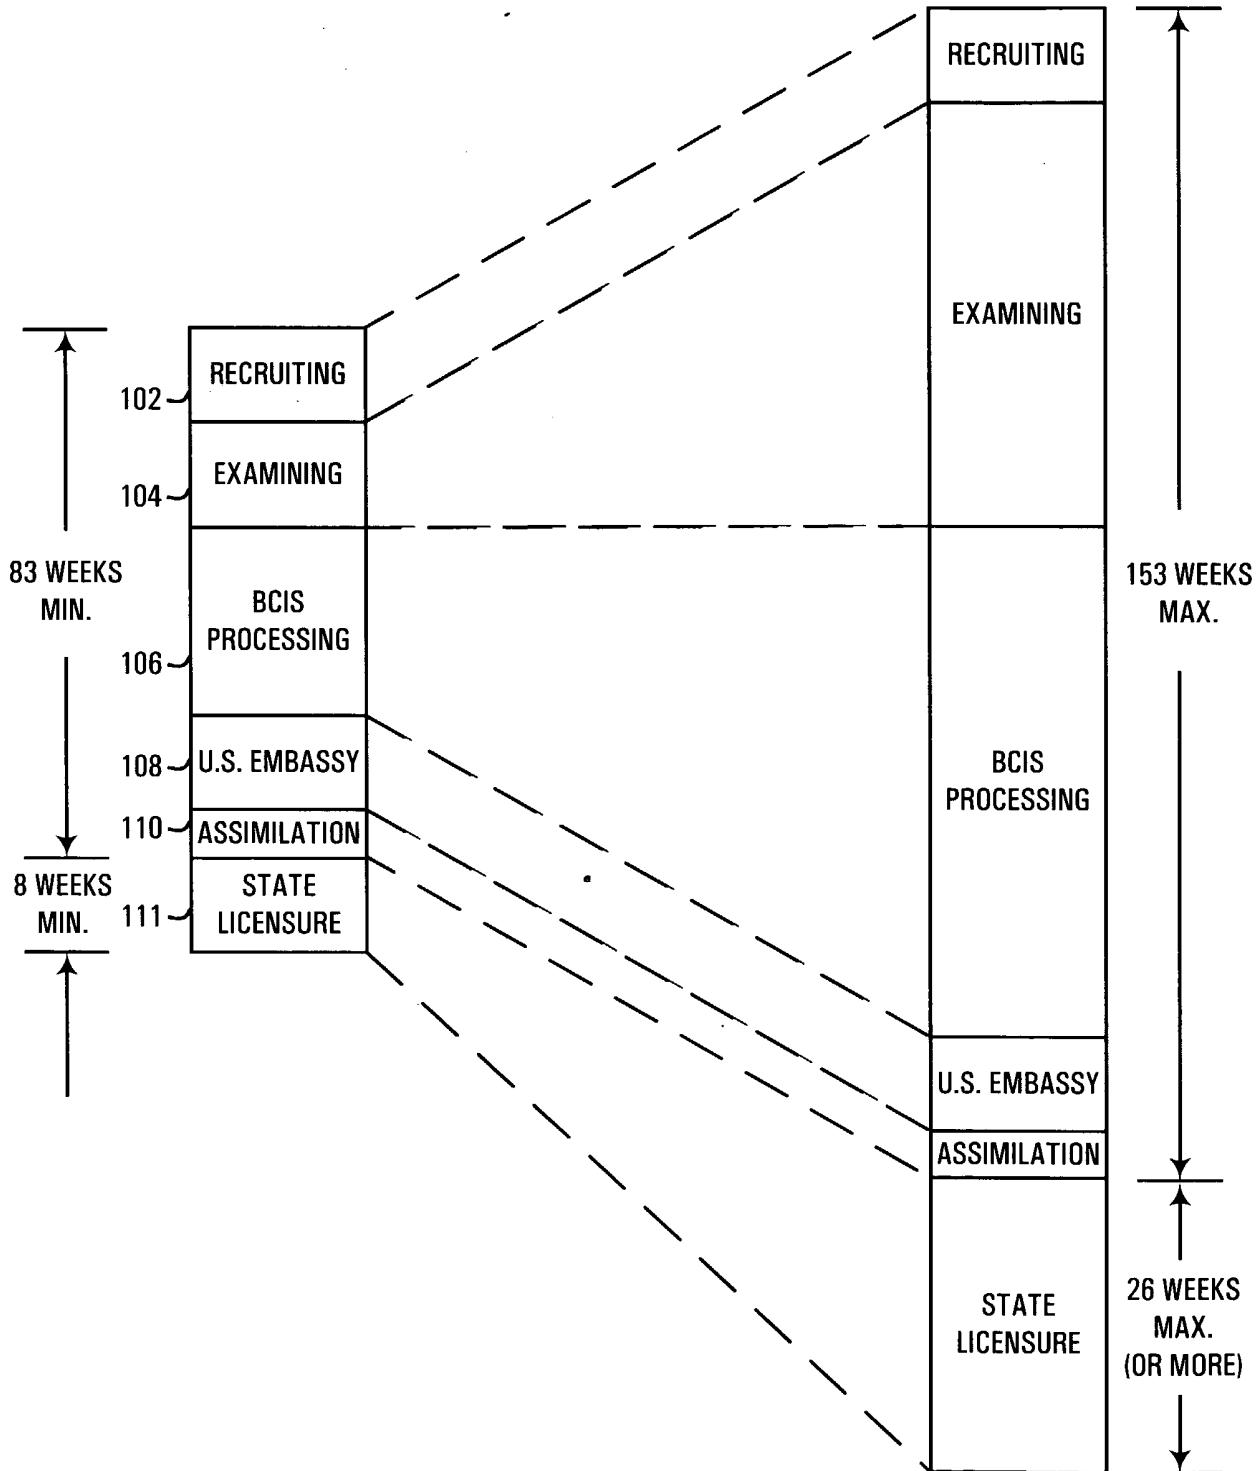 RECRUITING
102
EXAMINING
104
BCIS
PROCESSING
106
U.S. EMBASSY
108
ASSIMILATION
110
STATE
LICENSURE
111
83 WEEKS
MIN.
8 WEEKS
MIN.
RECRUITING
EXAMINING
BCIS
PROCESSING
U.S. EMBASSY
ASSIMILATION
STATE
LICENSURE
153 WEEKS
MAX.
26 WEEKS
MAX.
(OR MORE)